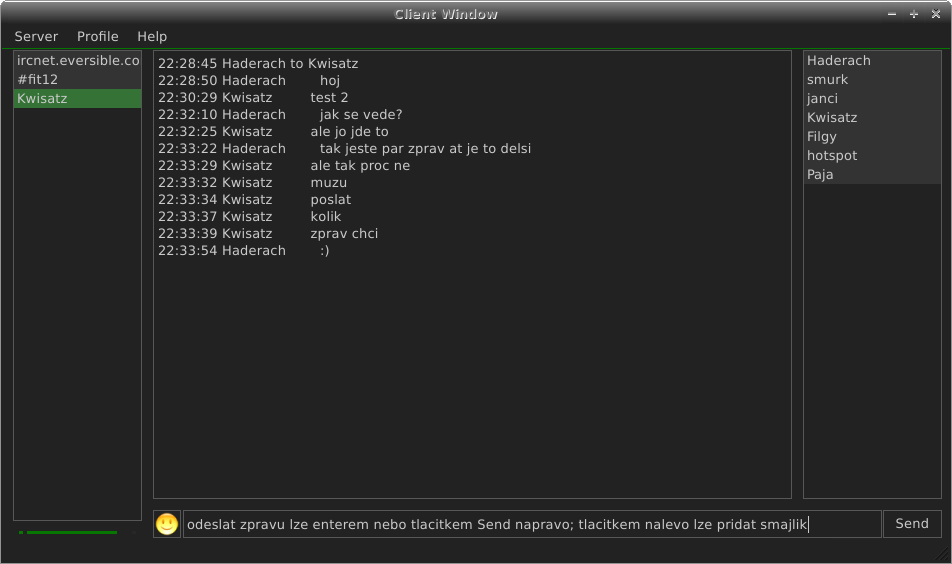 Client Window
Server Profile Help
ircnet.eversible.co
#fit12
Kwisatz
22:28:45 Haderach to Kwisatz
22:28:50 Haderach hoj
22:30:29 Kwisatz test 2
22:32:10 Haderach jak se vede?
22:32:25 Kwisatz ale jo jde to
22:33:22 Haderach tak jeste par zprav at je to delsi
22:33:29 Kwisatz ale tak proc ne
22:33:32 Kwisatz muzu
22:33:34 Kwisatz poslat
22:33:37 Kwisatz kolik
22:33:39 Kwisatz zprav chci
22:33:54 Haderach :)
Haderach
smurk
janci
Kwisatz
Filgy
hotspot
Paja
odeslat zpravu lze enterem nebo tlacitkem Send napravo; tlacitkem nalevo lze pridat smajlik
Send